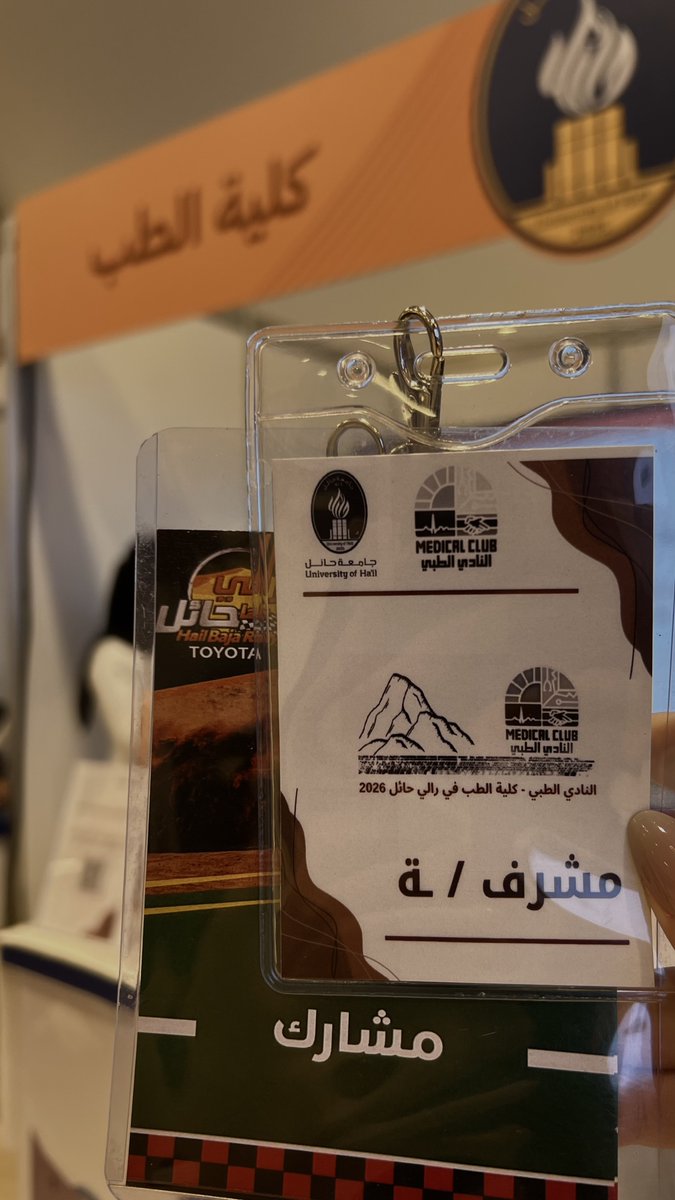 كلية الطب
جامعة حائل
University of Ha'il
MEDICAL CLUB
النادي الطبي
حائل
Hail Baja
TOYOTA
MEDICAL CLUB
النادي الطبي
النادي الطبي - كلية الطب في رالي حائل 2026
مشرف / ـة
مشارك